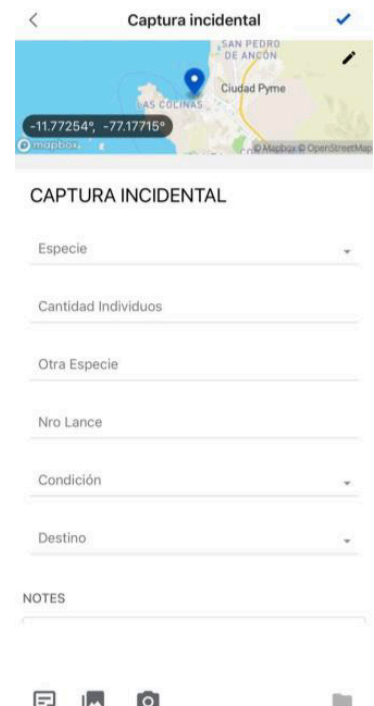 Captura incidental
SAN PEDRO
DE ANCÓN
Ciudad Pyme
LAS COLINAS
-11.77254°, -77.17715°
mapbox
© Mapbox © OpenStreetMap
CAPTURA INCIDENTAL
Especie
Cantidad Individuos
Otra Especie
Nro Lance
Condición
Destino
NOTES